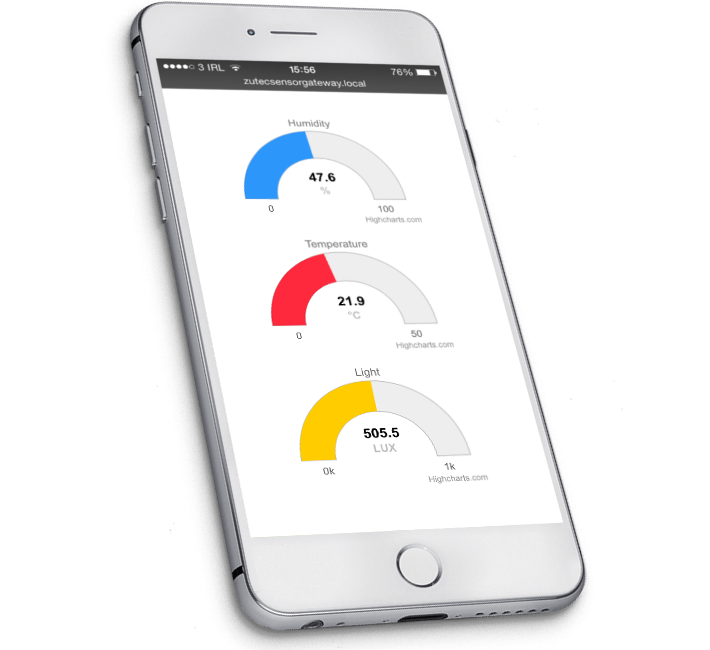 3 IRL 15:56 76%
zutecsensorgateway.local
Humidity
47.6
%
0 100
Highcharts.com
Temperature
21.9
°C
0 50
Highcharts.com
Light
505.5
LUX
0k 1k
Highcharts.com